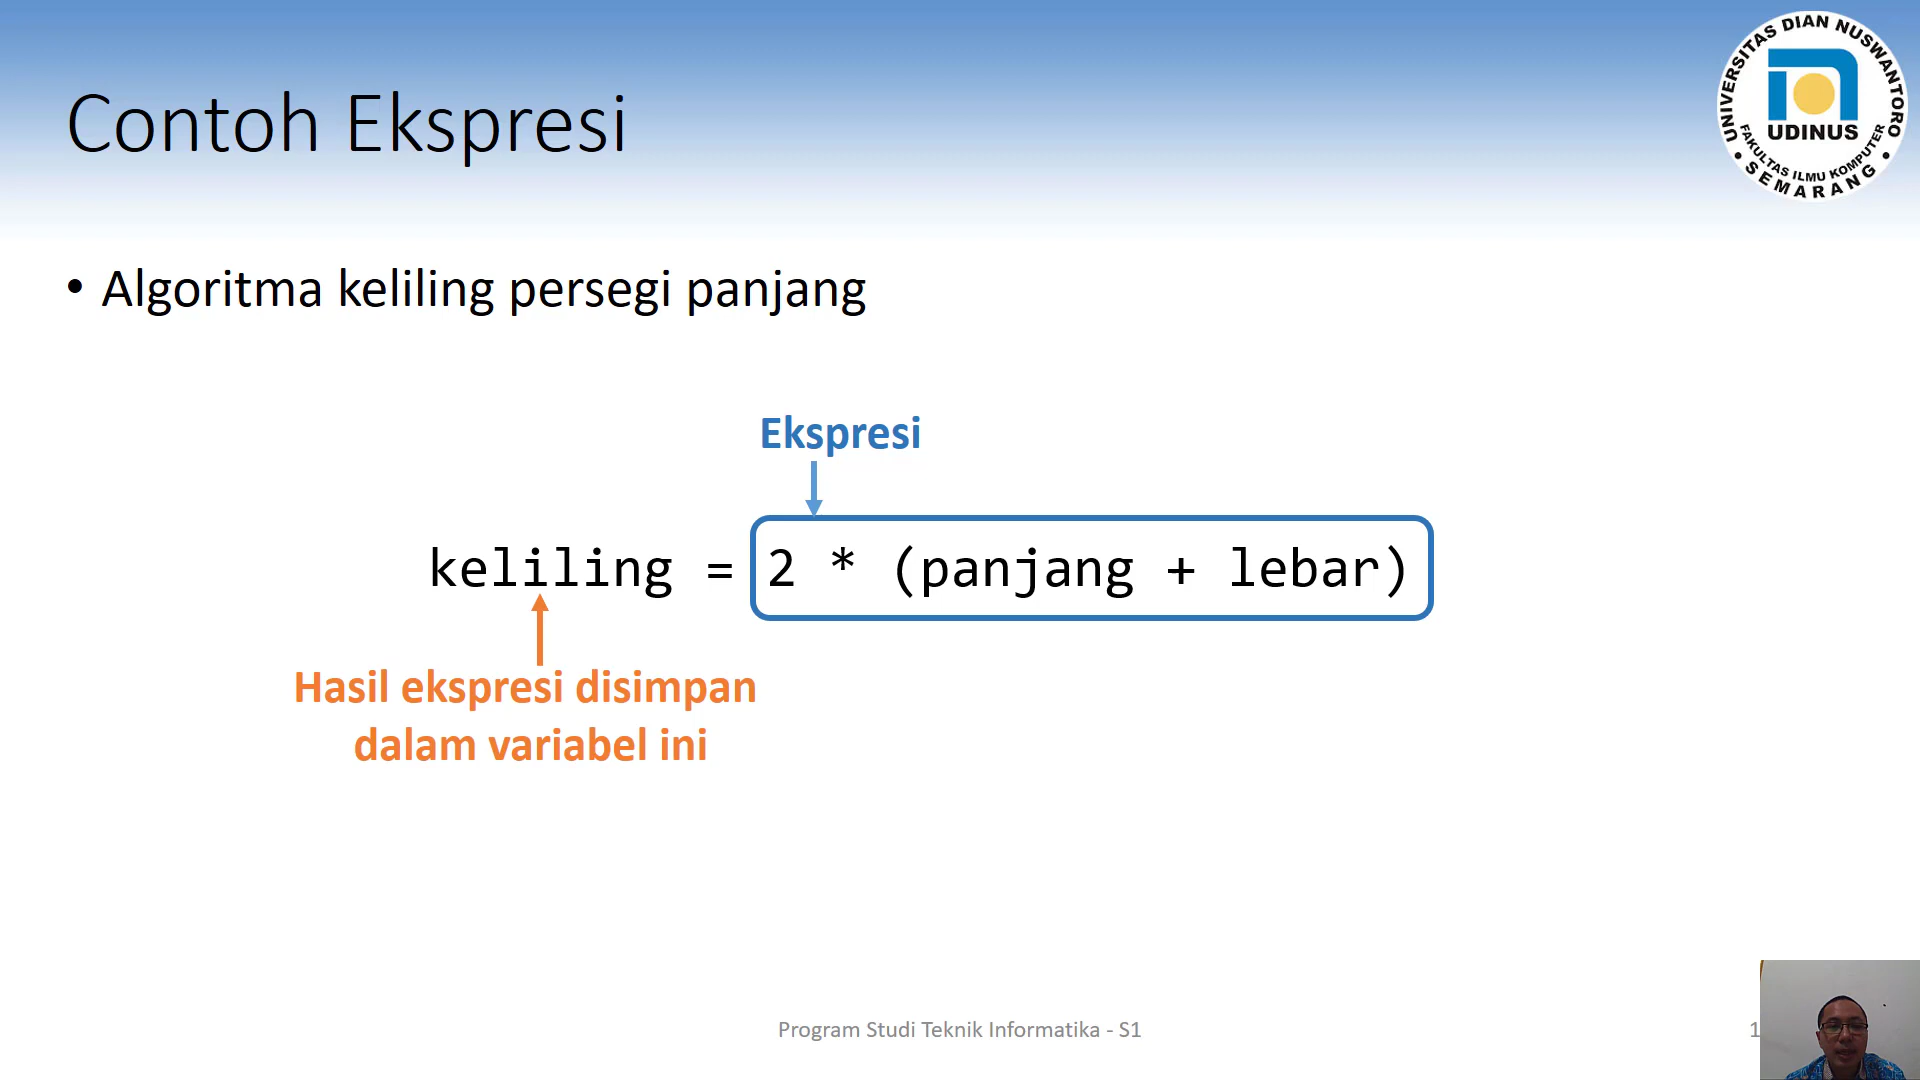 Contoh Ekspresi
UNIVERSITAS DIAN NUSWANTORO
UDINUS
FAKULTAS ILMU KOMPUTER
• SEMARANG •
• Algoritma keliling persegi panjang
Ekspresi
keliling = 2 * (panjang + lebar)
Hasil ekspresi disimpan
dalam variabel ini
Program Studi Teknik Informatika - S1